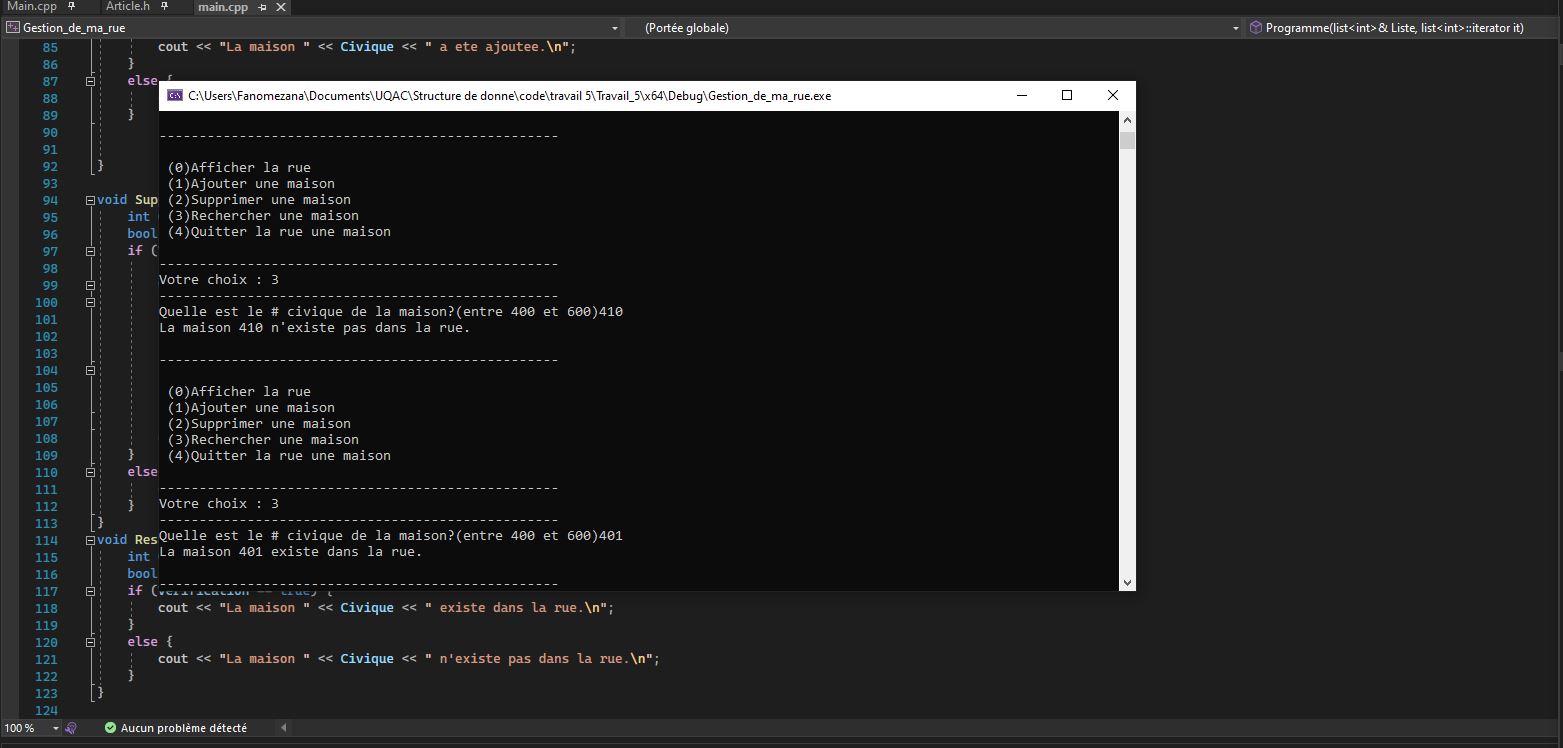 Main.cpp Article.h main.cpp
Gestion_de_ma_rue (Portée globale) Programme(list<int>& Liste, list<int>::iterator it)
85 cout << "La maison " << Civique << " a ete ajoutee.\n";
86 }
87 else {
88
89 }
90
91
92 }
93
94 void Sup
95 int
96 bool
97 if (
98
99
100
101
102
103
104
105
106
107
108
109 }
110 else
111
112 }
113 }
114 void Res
115 int
116 bool
117 if (verification == true) {
118 cout << "La maison " << Civique << " existe dans la rue.\n";
119 }
120 else {
121 cout << "La maison " << Civique << " n'existe pas dans la rue.\n";
122 }
123 }
124
C:\Users\Fanomezana\Documents\UQAC\Structure de donne\code\travail 5\Travail_5\x64\Debug\Gestion_de_ma_rue.exe
--------------------------------------------------
(0)Afficher la rue
(1)Ajouter une maison
(2)Supprimer une maison
(3)Rechercher une maison
(4)Quitter la rue une maison
--------------------------------------------------
Votre choix : 3
--------------------------------------------------
Quelle est le # civique de la maison?(entre 400 et 600)410
La maison 410 n'existe pas dans la rue.
--------------------------------------------------
(0)Afficher la rue
(1)Ajouter une maison
(2)Supprimer une maison
(3)Rechercher une maison
(4)Quitter la rue une maison
--------------------------------------------------
Votre choix : 3
--------------------------------------------------
Quelle est le # civique de la maison?(entre 400 et 600)401
La maison 401 existe dans la rue.
--------------------------------------------------
100 % Aucun problème détecté